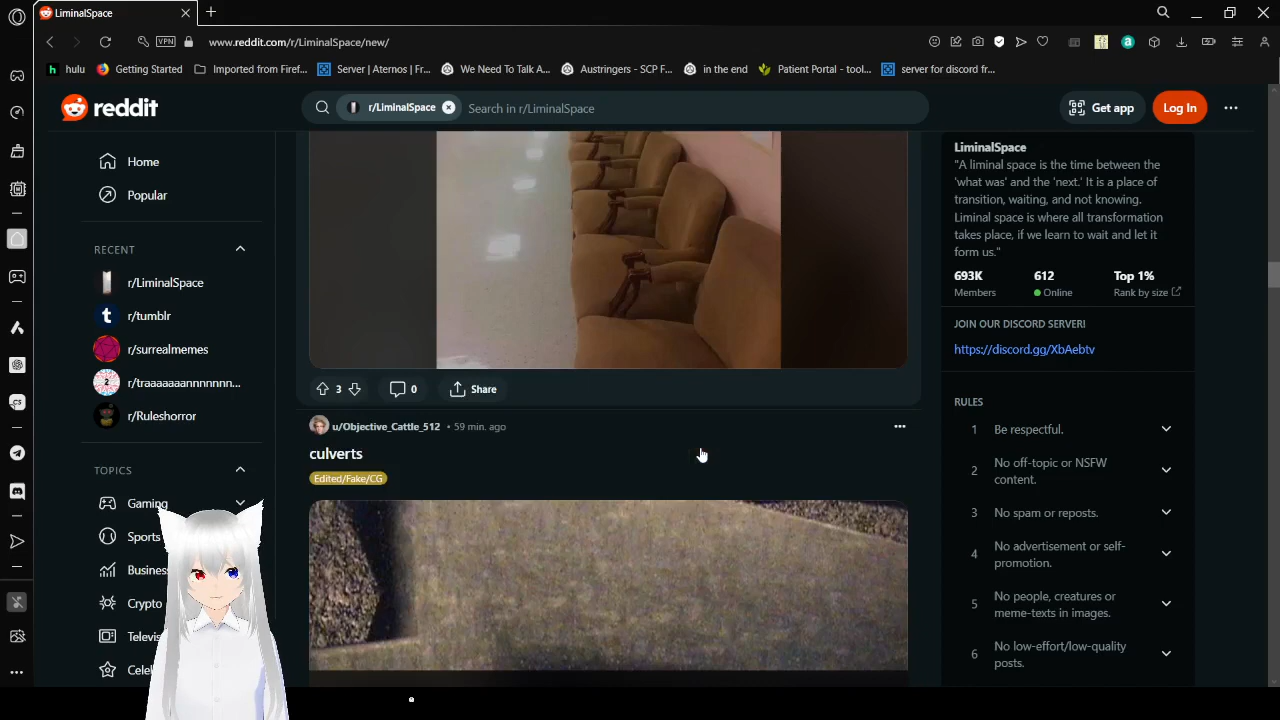 LiminalSpace
VPN www.reddit.com/r/LiminalSpace/new/
hulu Getting Started Imported from Firef... Server | Aternos | Fr... We Need To Talk A... Austringers - SCP F... in the end Patient Portal - tool... server for discord fr...
reddit r/LiminalSpace Search in r/LiminalSpace Get app Log In
Home
Popular
RECENT
r/LiminalSpace
r/tumblr
r/surrealmemes
2 r/traaaaaaannnnnnn...
r/Ruleshorror
TOPICS
Gaming
Sports
Busines
Crypto
Televis
Celeb
3 0 Share
u/Objective_Cattle_512 • 59 min. ago
culverts
Edited/Fake/CG
LiminalSpace
"A liminal space is the time between the
'what was' and the 'next.' It is a place of
transition, waiting, and not knowing.
Liminal space is where all transformation
takes place, if we learn to wait and let it
form us."
693K 612 Top 1%
Members Online Rank by size
JOIN OUR DISCORD SERVER!
https://discord.gg/XbAebtv
RULES
1 Be respectful.
2 No off-topic or NSFW
content.
3 No spam or reposts.
4 No advertisement or self-
promotion.
5 No people, creatures or
meme-texts in images.
6 No low-effort/low-quality
posts.